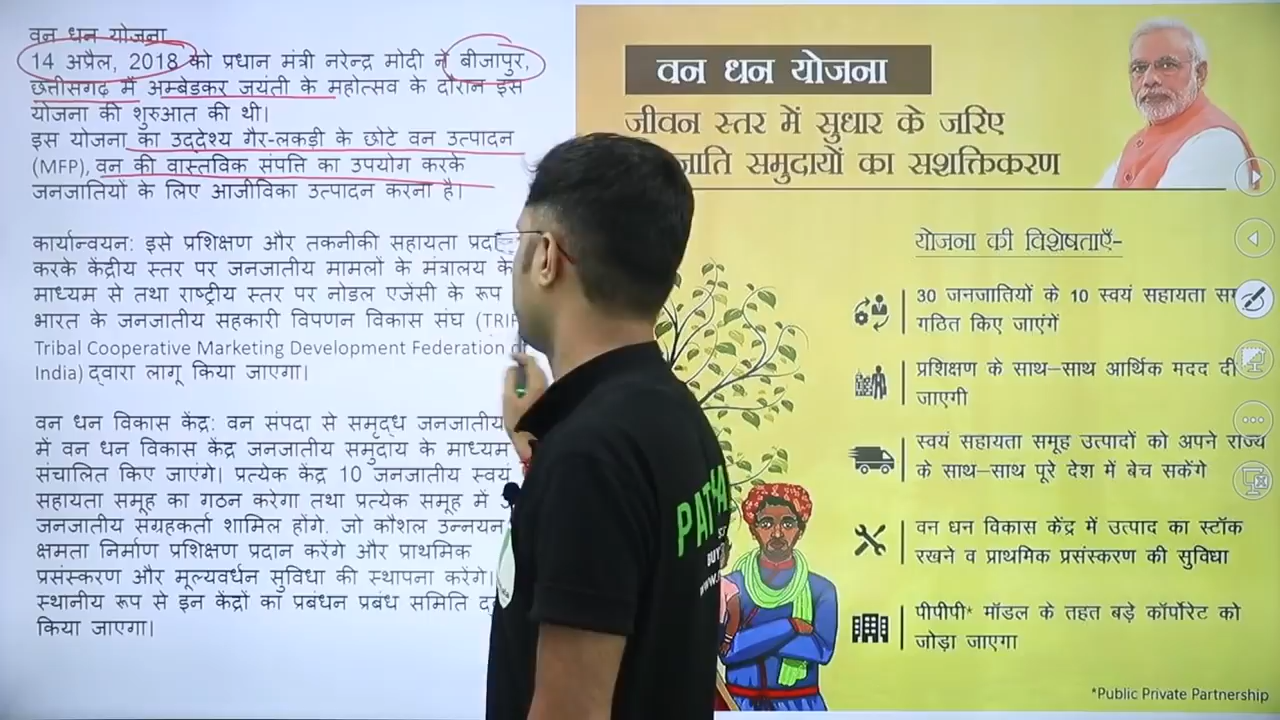 वन धन योजना
14 अप्रैल, 2018 को प्रधान मंत्री नरेन्द्र मोदी ने बीजापुर,
छत्तीसगढ़ में अम्बेडकर जयंती के महोत्सव के दौरान इस
योजना की शुरुआत की थी।
इस योजना का उद्देश्य गैर-लकड़ी के छोटे वन उत्पादन
(MFP), वन की वास्तविक संपत्ति का उपयोग करके
जनजातियों के लिए आजीविका उत्पादन करना है।
कार्यान्वयन: इसे प्रशिक्षण और तकनीकी सहायता
करके केंद्रीय स्तर पर जनजातीय मामलों के मंत्रालय के
माध्यम से तथा राष्ट्रीय स्तर पर नोडल एजेंसी के रूप
भारत के जनजातीय सहकारी विपणन विकास संघ
Tribal Cooperative Marketing Development Federation
India) द्वारा लागू किया जाएगा।
वन धन विकास केंद्र: वन संपदा से समृद्ध जनजातीय
में वन धन विकास केंद्र जनजातीय समुदाय के माध्यम
संचालित किए जाएंगे। प्रत्येक केंद्र 10 जनजातीय स्वयं
सहायता समूह का गठन करेगा तथा प्रत्येक समूह में
जनजातीय संग्रहकर्ता शामिल होंगे. जो कौशल उन्नयन
क्षमता निर्माण प्रशिक्षण प्रदान करेंगे और प्राथमिक
प्रसंस्करण और मूल्यवर्धन सुविधा की स्थापना करेंगे।
स्थानीय रूप से इन केंद्रों का प्रबंधन प्रबंध समिति
किया जाएगा।
वन धन योजना
जीवन स्तर में सुधार के जरिए
समुदायों का सशक्तिकरण
योजना की विशेषताएँ-
30 जनजातियों के 10 स्वयं सहायता
गठित किए जाएंगें
प्रशिक्षण के साथ–साथ आर्थिक मदद दी
जाएगी
स्वयं सहायता समूह उत्पादों को अपने राज्य
के साथ–साथ पूरे देश में बेच सकेंगे
वन धन विकास केंद्र में उत्पाद का स्टॉक
रखने व प्राथमिक प्रसंस्करण की सुविधा
पीपीपी* मॉडल के तहत बड़े कॉर्पोरेट को
जोड़ा जाएगा
*Public Private Partnership